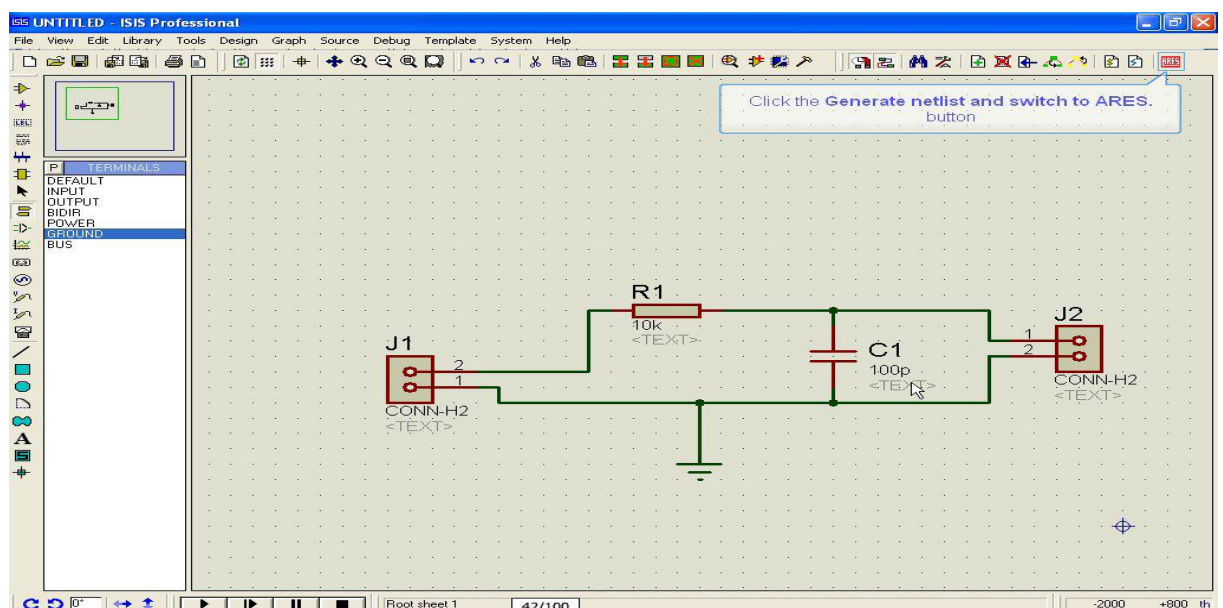 ISIS UNTITLED - ISIS Professional
File View Edit Library Tools Design Graph Source Debug Template System Help
ARES
Click the Generate netlist and switch to ARES.
button
LBL
P TERMINALS
DEFAULT
INPUT
OUTPUT
BIDIR
POWER
GROUND
BUS
A
S
R1
10k
<TEXT>
J1
2
1
CONN-H2
<TEXT>
C1
100p
<TEXT>
J2
1
2
CONN-H2
<TEXT>
0°
Root sheet 1
42/100
-2000 +800 th